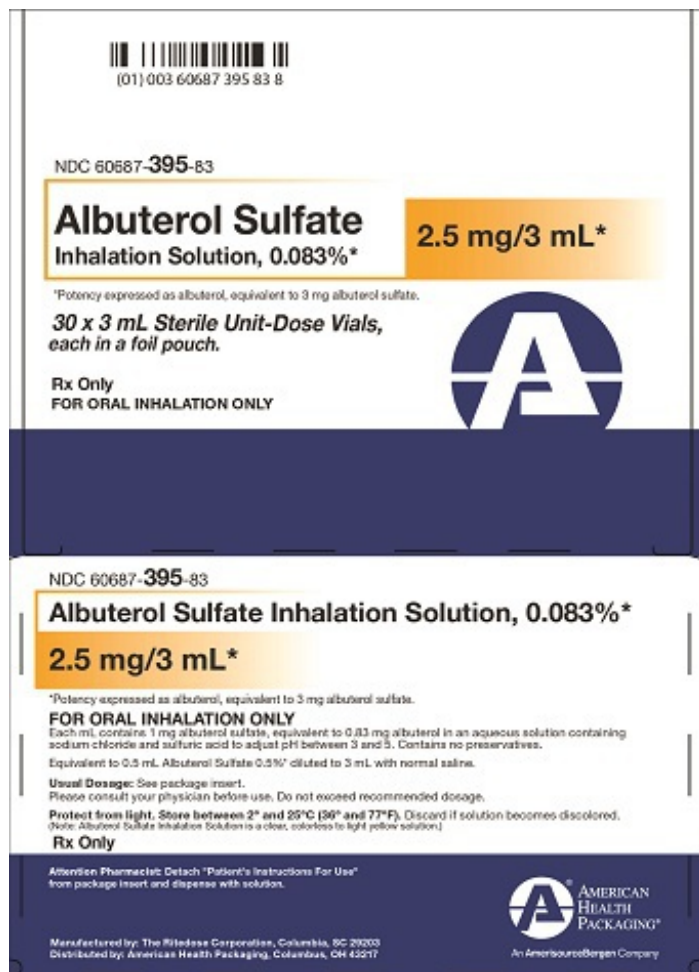 (01) 003 60687 395 83 8
NDC 60687-395-83
Albuterol Sulfate
Inhalation Solution, 0.083%*
2.5 mg/3 mL*
*Potency expressed as albuterol, equivalent to 3 mg albuterol sulfate.
30 x 3 mL Sterile Unit-Dose Vials,
each in a foil pouch.
Rx Only
FOR ORAL INHALATION ONLY
NDC 60687-395-83
Albuterol Sulfate Inhalation Solution, 0.083%*
2.5 mg/3 mL*
*Potency expressed as albuterol, equivalent to 3 mg albuterol sulfate.
FOR ORAL INHALATION ONLY
Each mL contains 1 mg albuterol sulfate, equivalent to 0.83 mg albuterol in an aqueous solution containing
sodium chloride and sulfuric acid to adjust pH between 3 and 5. Contains no preservatives.
Equivalent to 0.5 mL Albuterol Sulfate 0.5%* diluted to 3 mL with normal saline.
Usual Dosage: See package insert.
Please consult your physician before use. Do not exceed recommended dosage.
Protect from light. Store between 2° and 25°C (36° and 77°F). Discard if solution becomes discolored.
(Note: Albuterol Sulfate Inhalation Solution is a clear, colorless to light yellow solution.)
Rx Only
Attention Pharmacist: Detach "Patient's Instructions For Use"
from package insert and dispense with solution.
Manufactured by: The Ritedose Corporation, Columbia, SC 29203
Distributed by: American Health Packaging, Columbus, OH 43217
AMERICAN
HEALTH
PACKAGING®
An AmerisourceBergen Company